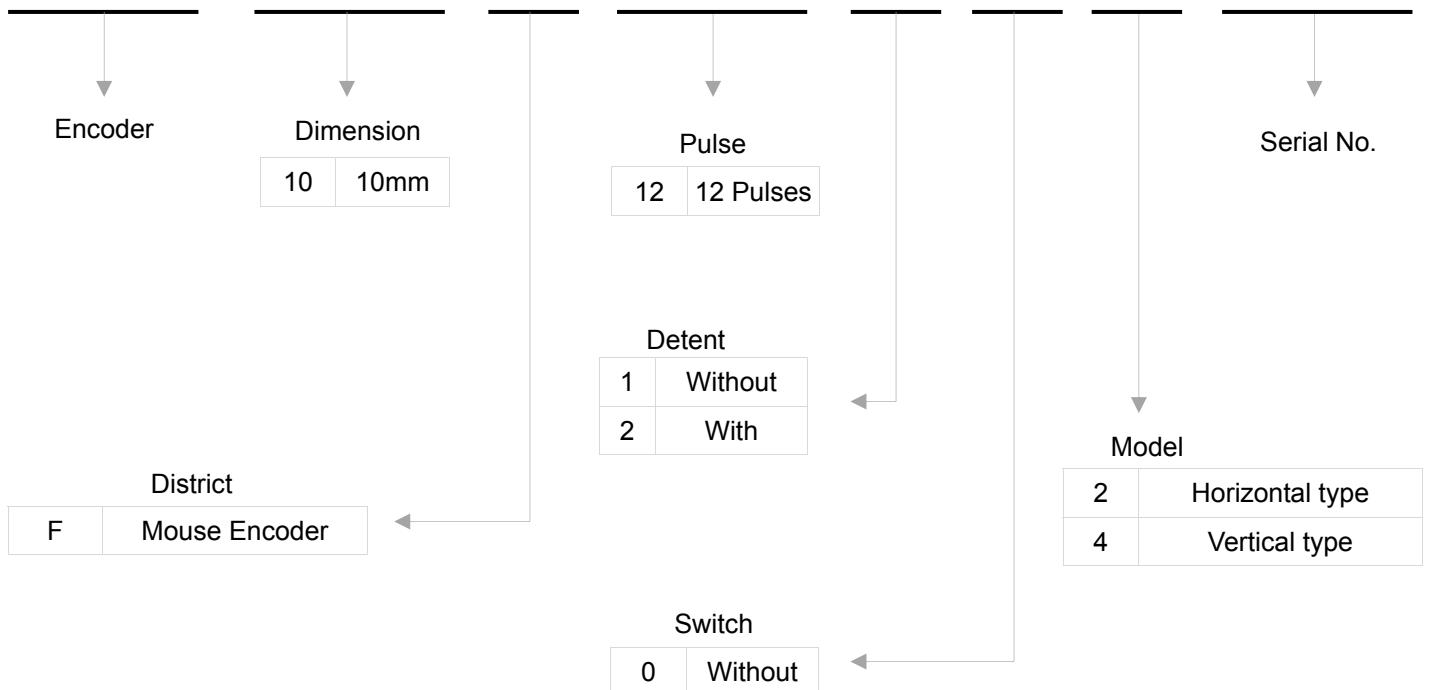 Encoder
Dimension
10 10mm
Pulse
12 12 Pulses
Serial No.
Detent
1 Without
2 With
Model
2 Horizontal type
4 Vertical type
District
F Mouse Encoder
Switch
0 Without